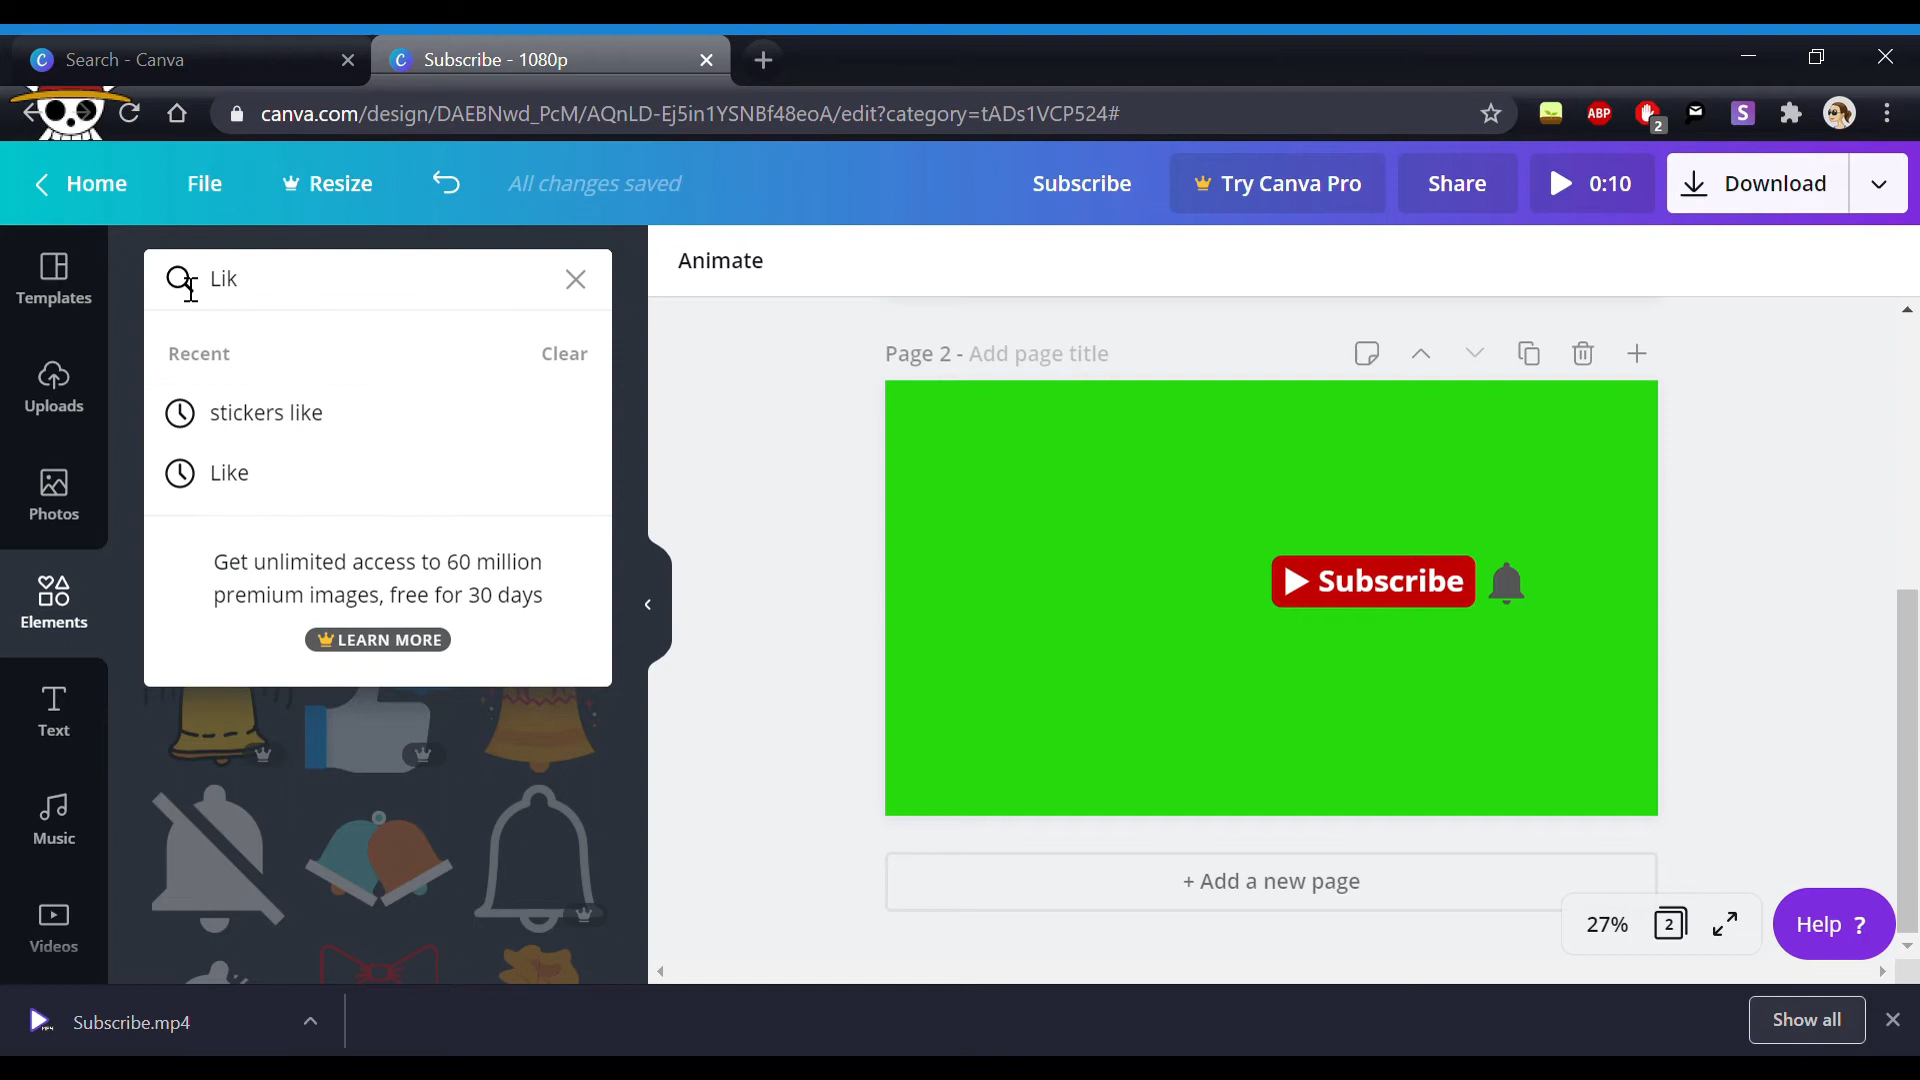 Search - Canva
Subscribe - 1080p
canva.com/design/DAEBNwd_PcM/AQnLD-Ej5in1YSNBf48eoA/edit?category=tADs1VCP524#
ABP
2
S
Home
File
Resize
All changes saved
Subscribe
Try Canva Pro
Share
0:10
Download
Templates
Uploads
Photos
Elements
Text
Music
Videos
Lik
Recent
Clear
stickers like
Like
Get unlimited access to 60 million
premium images, free for 30 days
LEARN MORE
Animate
Page 2 - Add page title
Subscribe
+ Add a new page
27%
2
Help ?
Subscribe.mp4
Show all